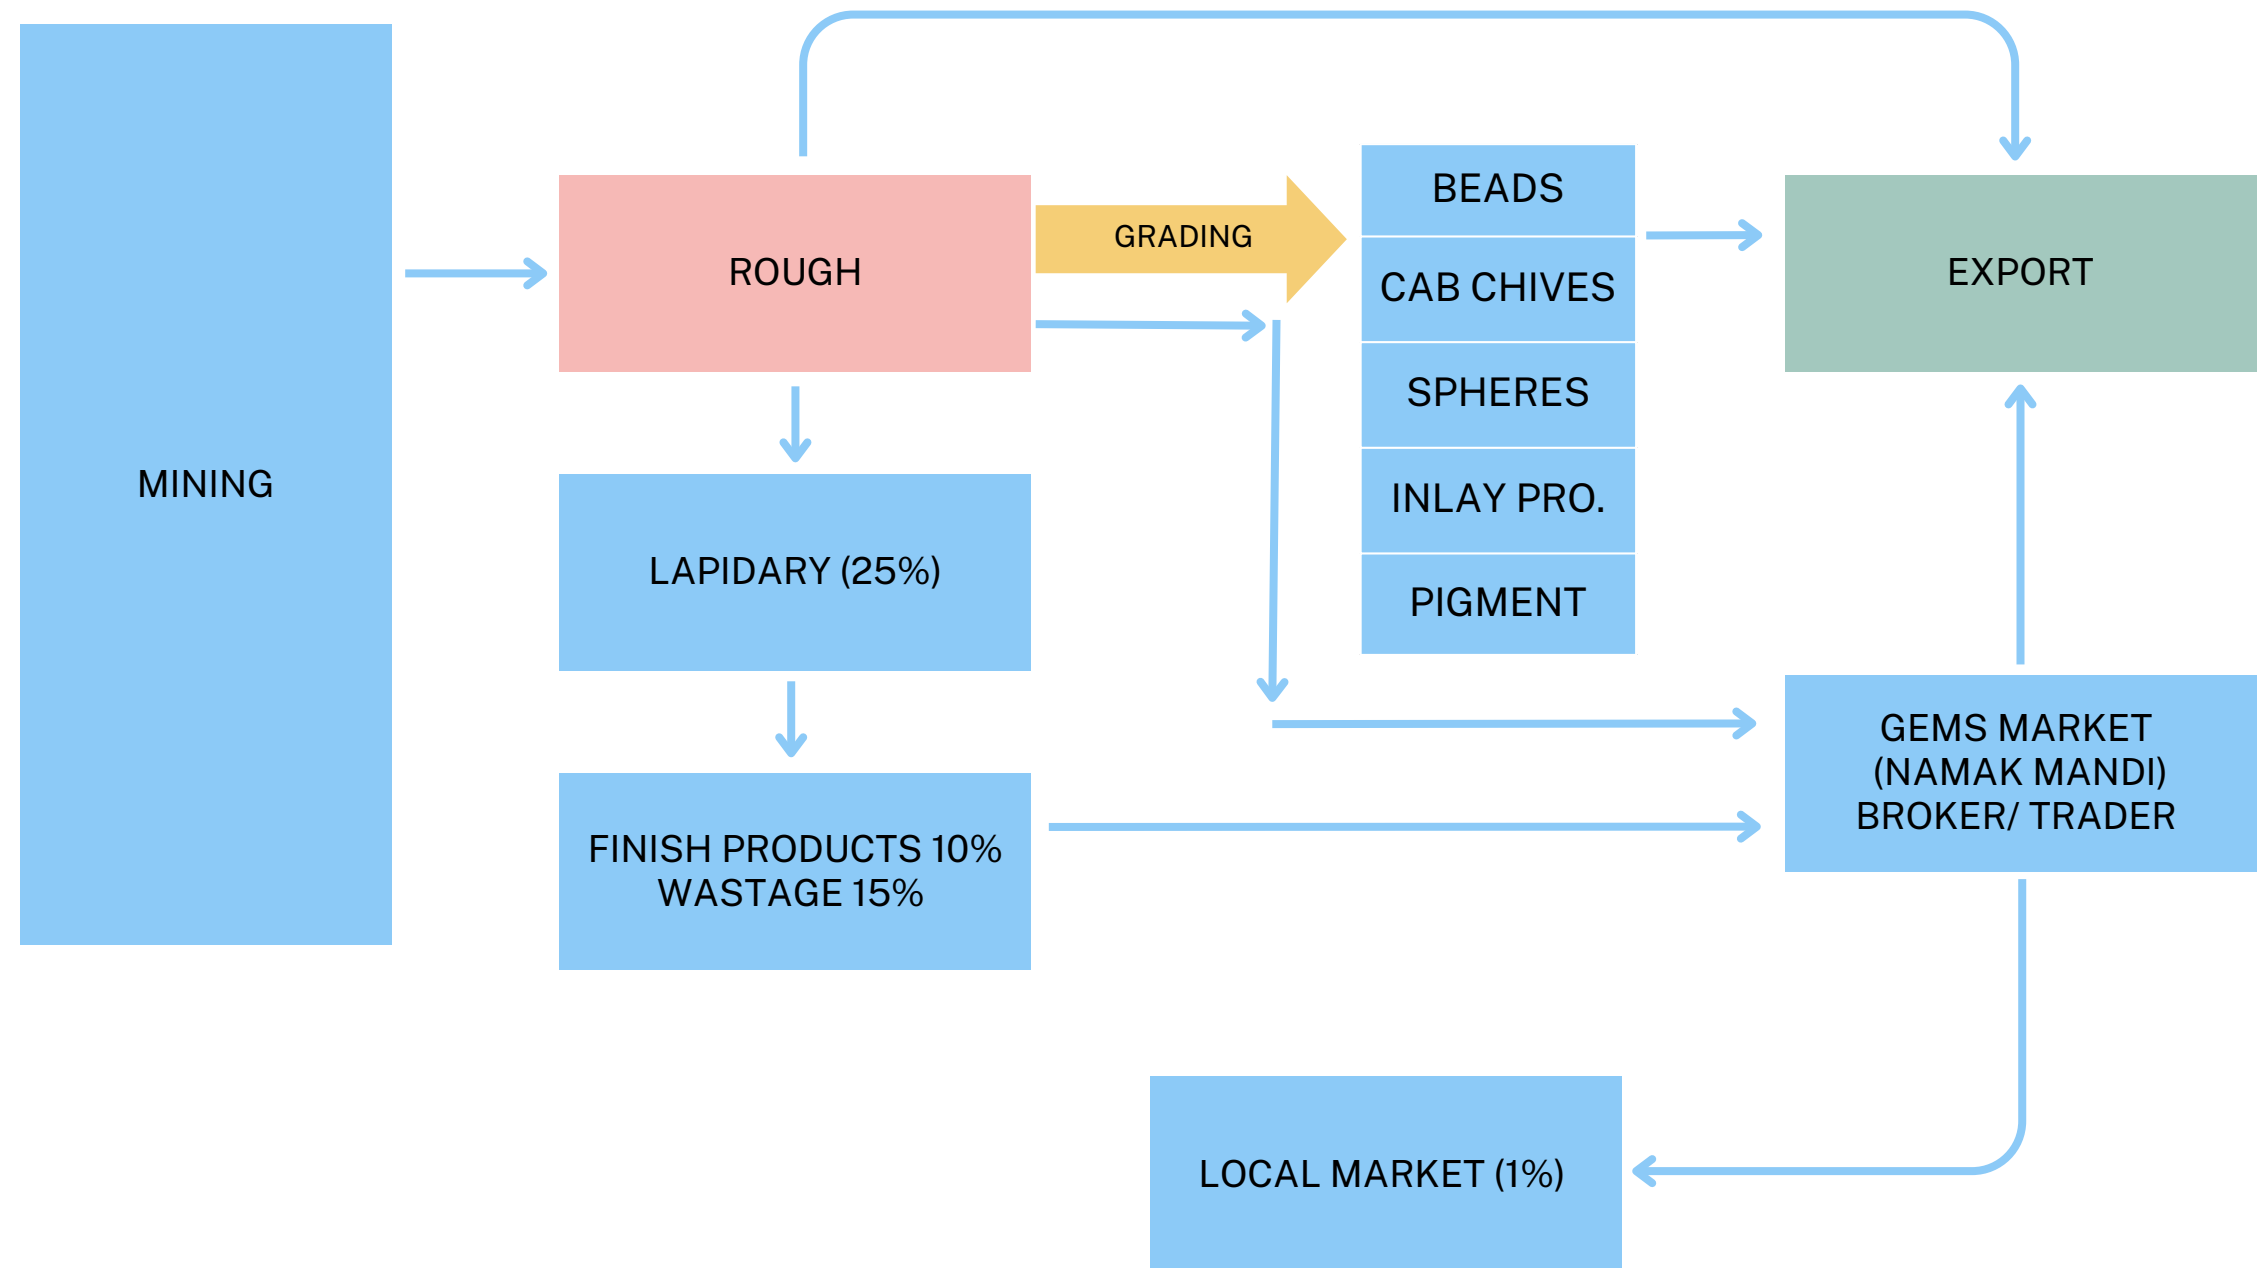 MINING
ROUGH
GRADING
BEADS
CAB CHIVES
SPHERES
INLAY PRO.
PIGMENT
EXPORT
LAPIDARY (25%)
FINISH PRODUCTS 10%
WASTAGE 15%
GEMS MARKET
(NAMAK MANDI)
BROKER/ TRADER
LOCAL MARKET (1%)